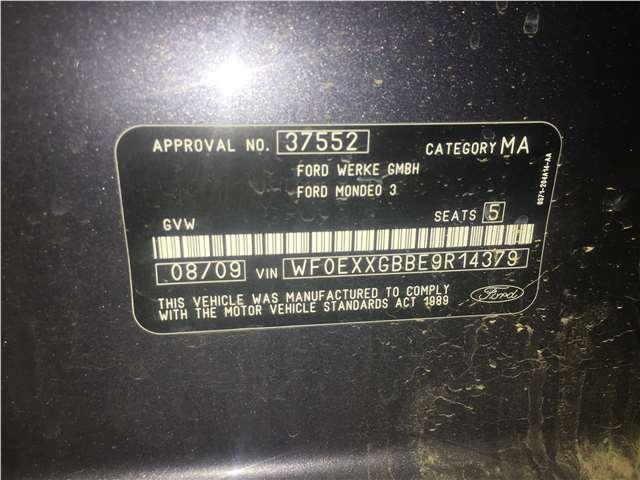 APPROVAL NO. 37552 CATEGORY MA
FORD WERKE GMBH
FORD MONDEO 3
GVW SEATS 5
08/09 VIN WF0EXXGBBE9R14379
THIS VEHICLE WAS MANUFACTURED TO COMPLY
WITH THE MOTOR VEHICLE STANDARDS ACT 1989
Ford